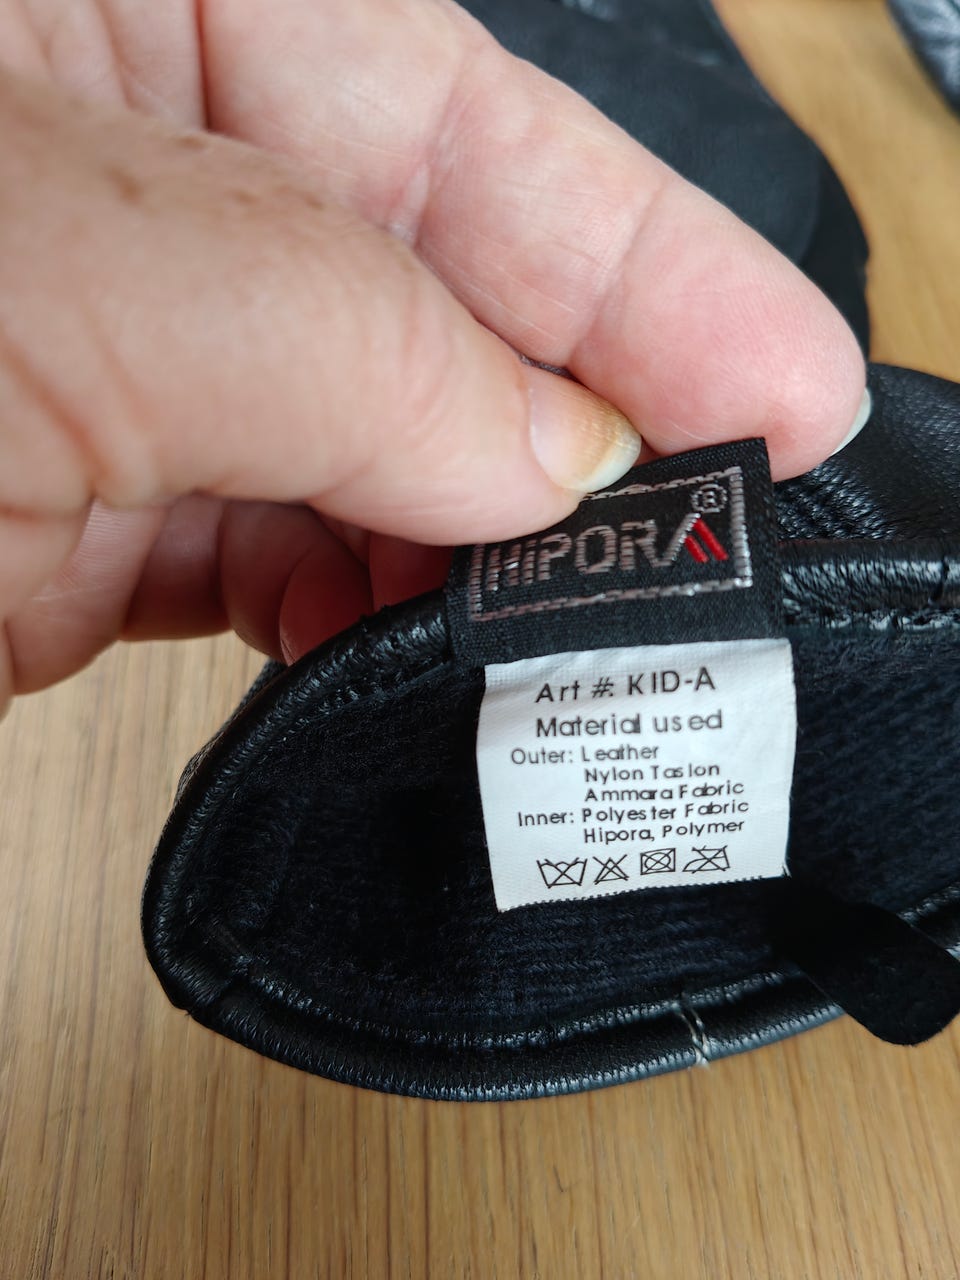 HiPORA ®
Art #: KID-A
Material used
Outer: Leather
Nylon Taslon
Ammara Fabric
Inner: Polyester Fabric
Hipora, Polymer